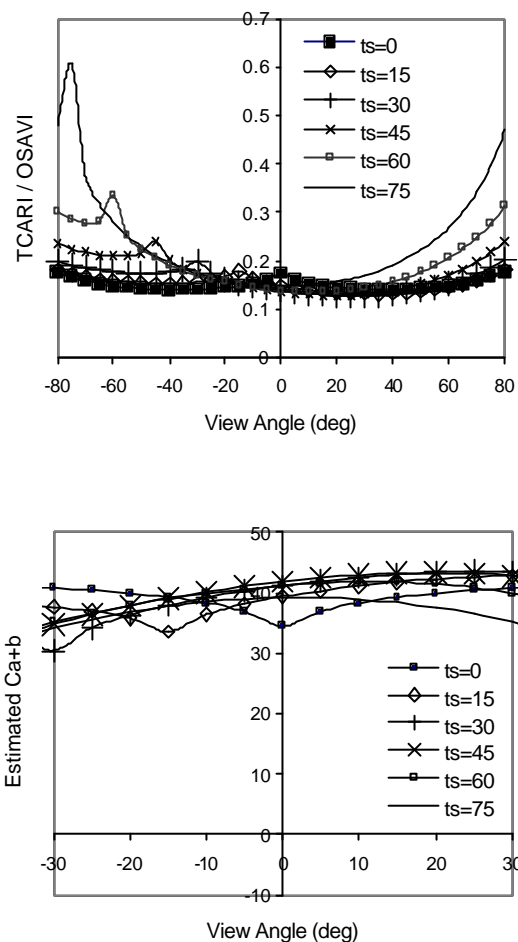 0.7
0.6
0.5
0.4
0.3
0.2
0.1
0
TCARI / OSAVI
ts=0
ts=15
ts=30
ts=45
ts=60
ts=75
-80 -60 -40 -20 0 20 40 60 80
View Angle (deg)
50
40
30
20
10
0
-10
Estimated Ca+b
ts=0
ts=15
ts=30
ts=45
ts=60
ts=75
-30 -20 -10 0 10 20 30
View Angle (deg)